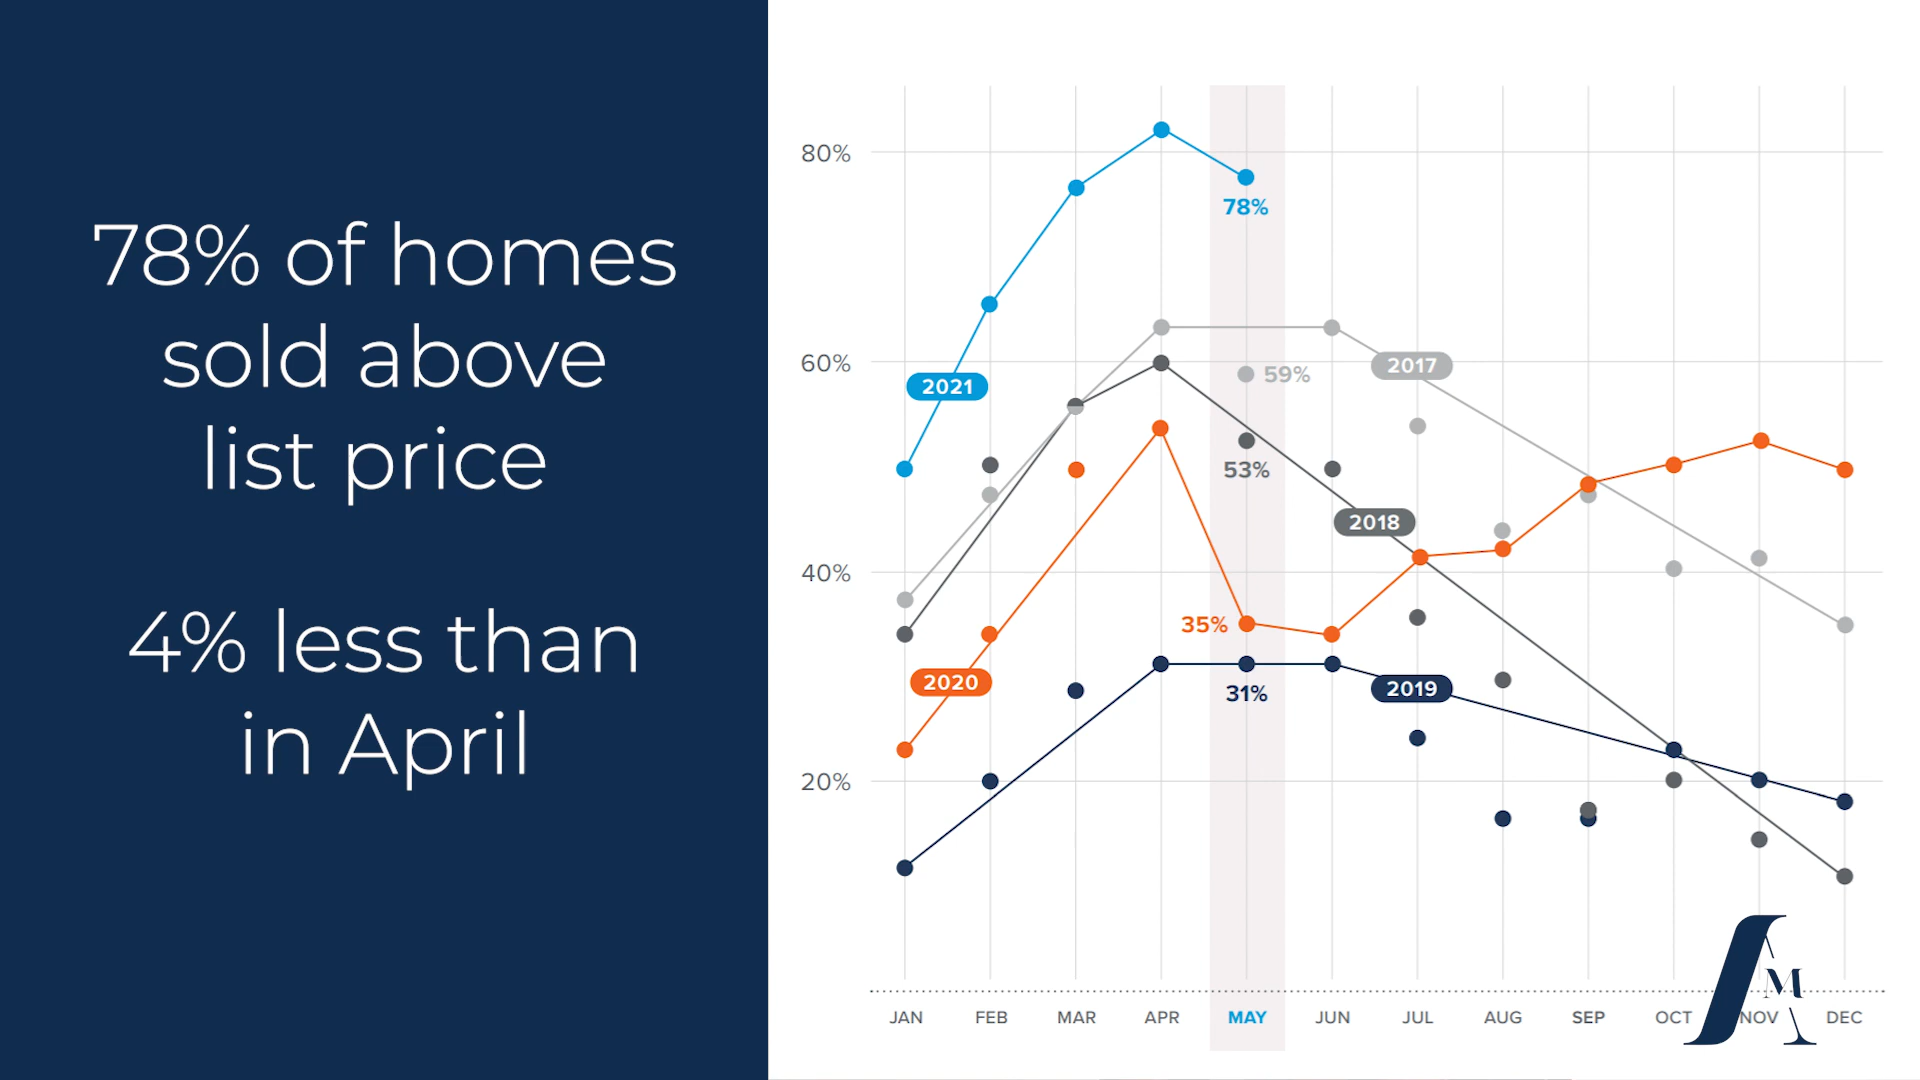 78% of homes
sold above
list price
4% less than
in April
80%
60%
40%
20%
2021
78%
2017
59%
53%
2018
35%
2020
31%
2019
JAN FEB MAR APR MAY JUN JUL AUG SEP OCT NOV DEC
M